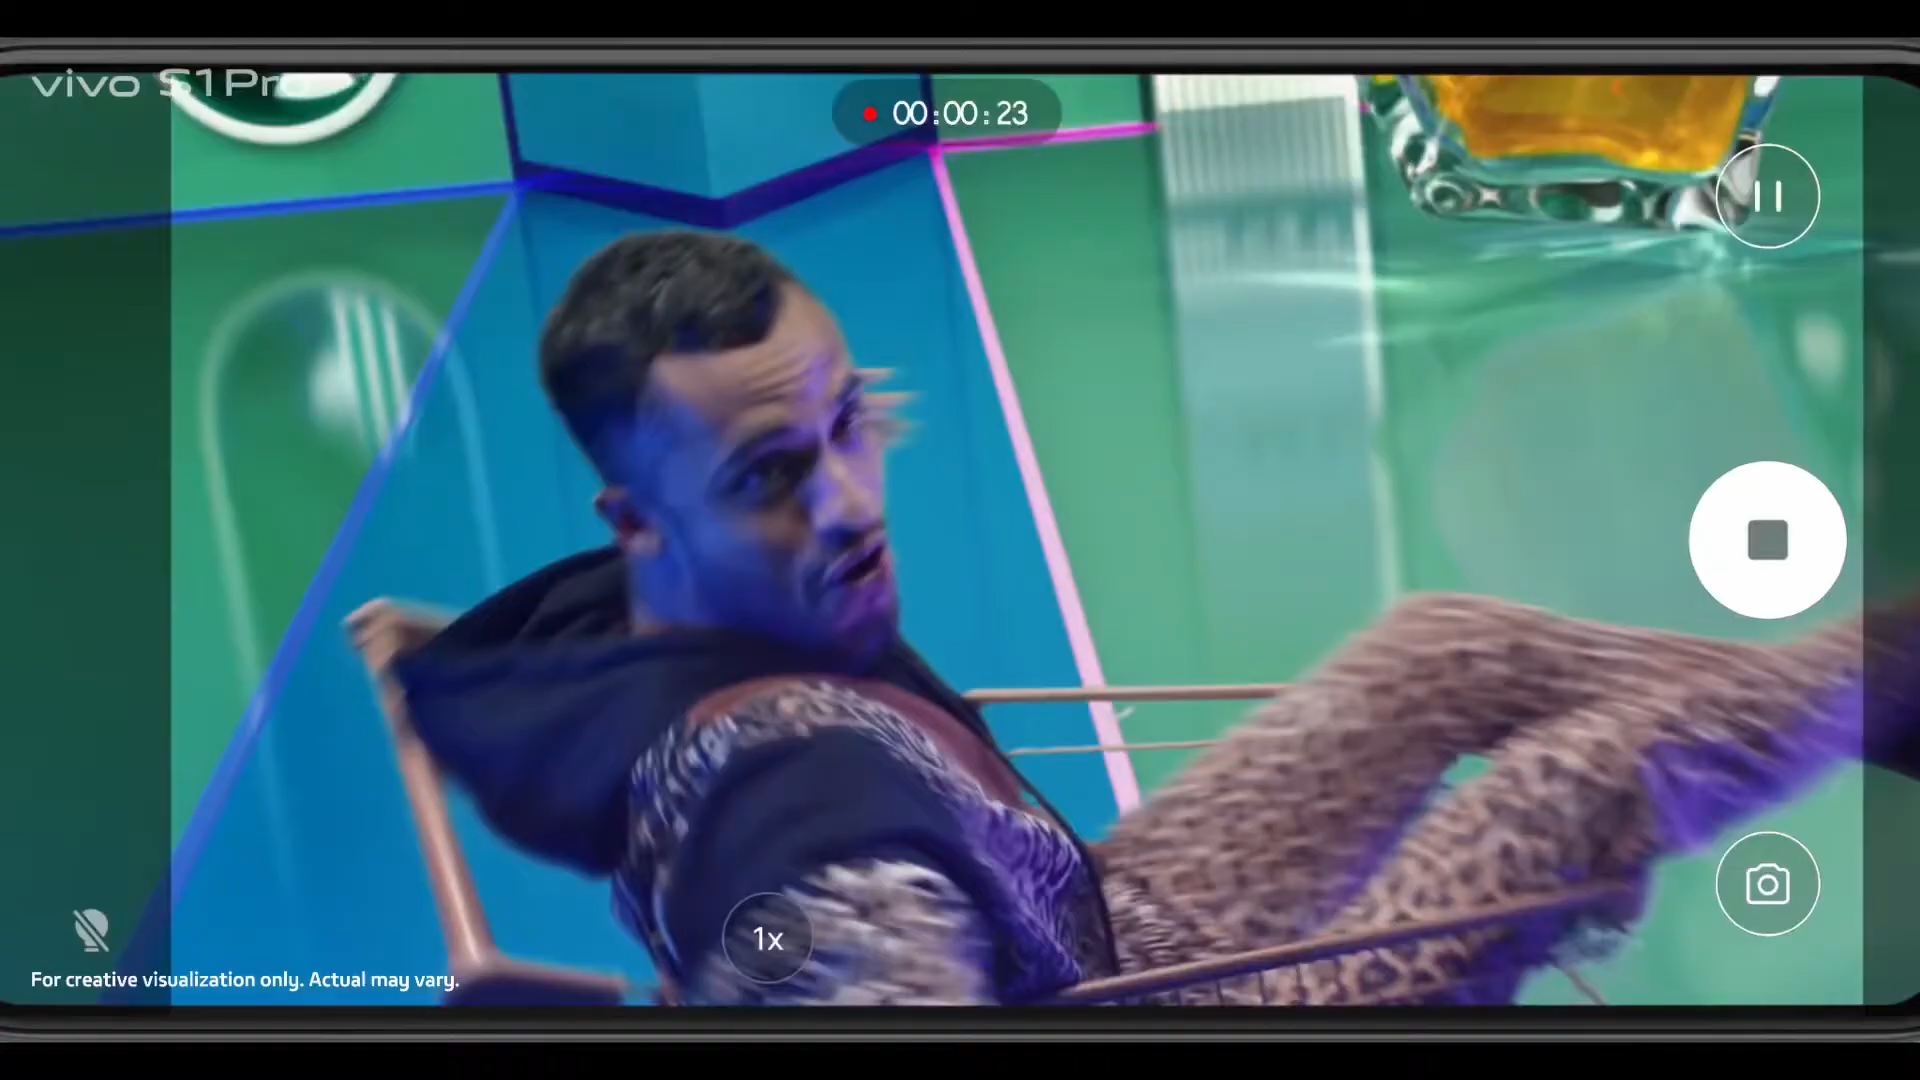 vivo S1Pro
00:00:23
1x
For creative visualization only. Actual may vary.